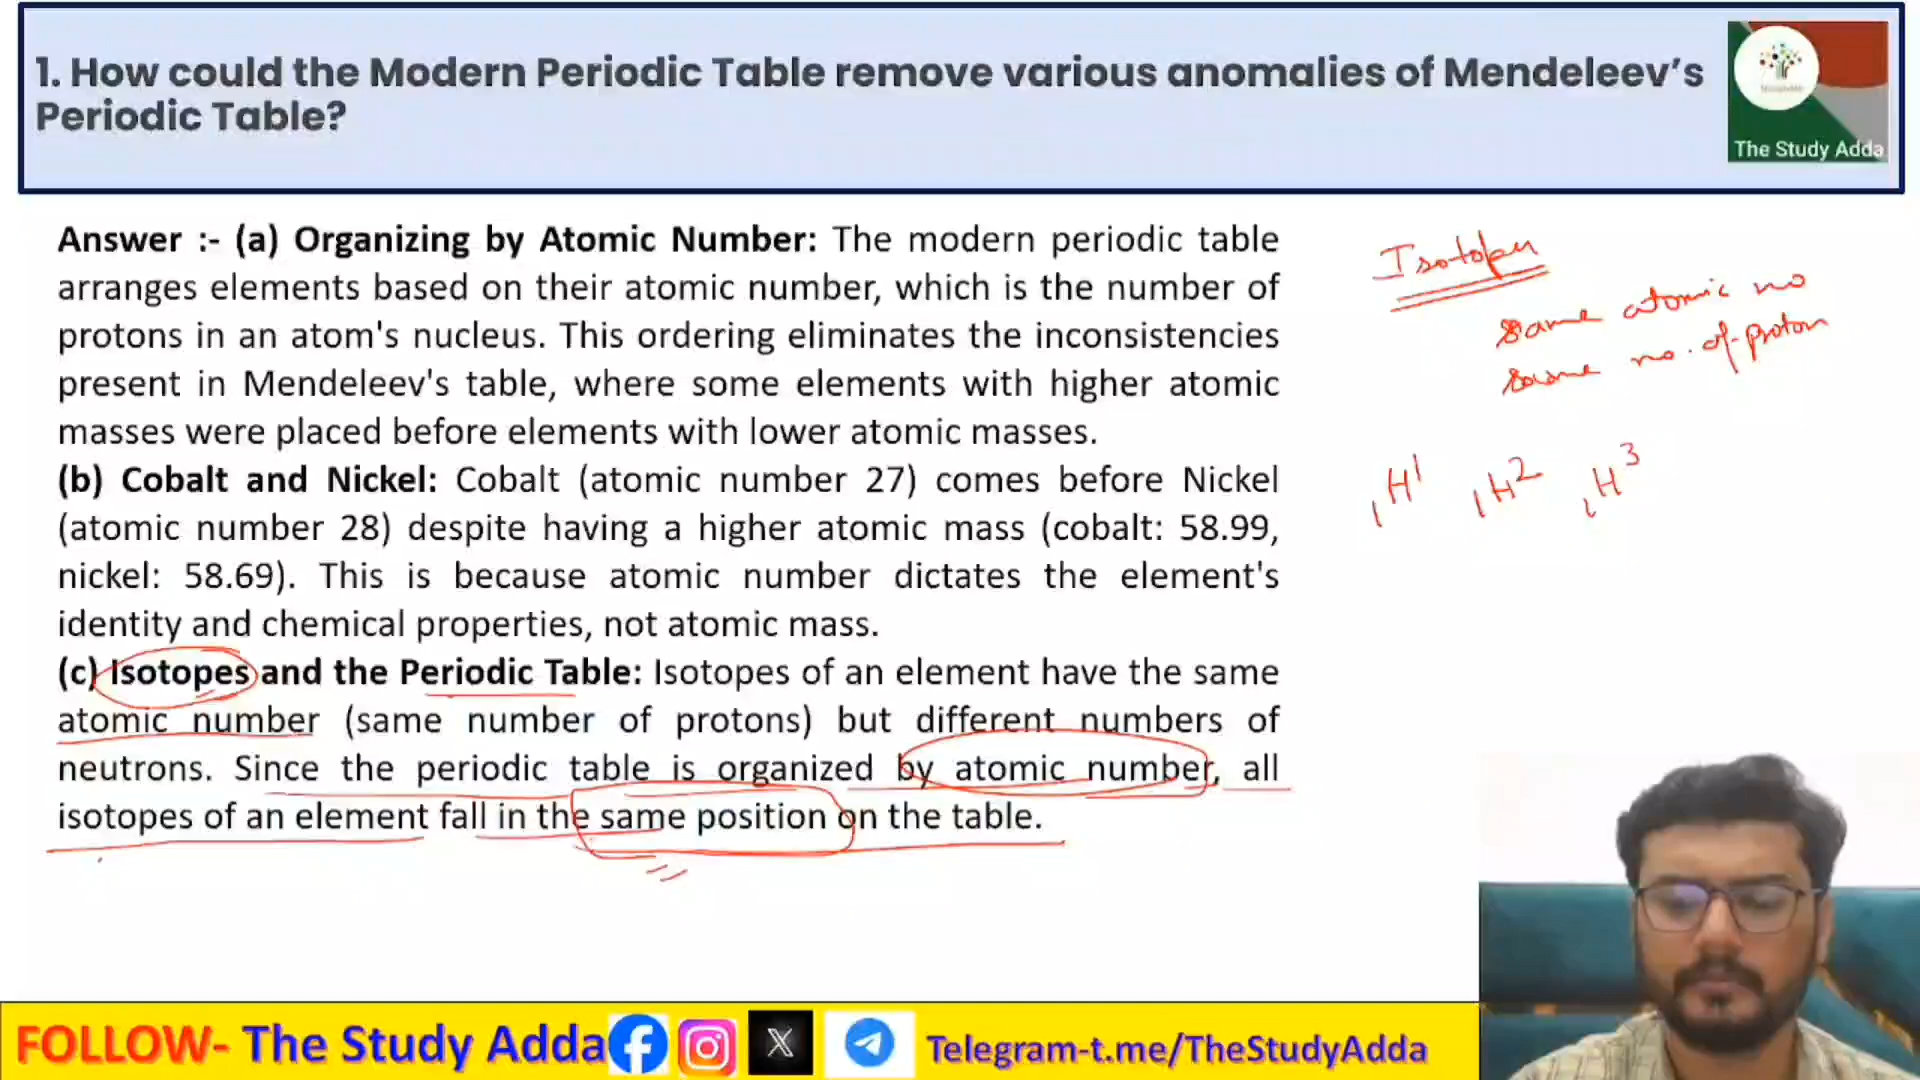 1. How could the Modern Periodic Table remove various anomalies of Mendeleev’s
Periodic Table?
The Study Adda
Answer :- (a) Organizing by Atomic Number: The modern periodic table
arranges elements based on their atomic number, which is the number of
protons in an atom's nucleus. This ordering eliminates the inconsistencies
present in Mendeleev's table, where some elements with higher atomic
masses were placed before elements with lower atomic masses.
(b) Cobalt and Nickel: Cobalt (atomic number 27) comes before Nickel
(atomic number 28) despite having a higher atomic mass (cobalt: 58.99,
nickel: 58.69). This is because atomic number dictates the element's
identity and chemical properties, not atomic mass.
(c) Isotopes and the Periodic Table: Isotopes of an element have the same
atomic number (same number of protons) but different numbers of
neutrons. Since the periodic table is organized by atomic number, all
isotopes of an element fall in the same position on the table.
Isotopes
same atomic no
same no. of proton
₁H¹ ₁H² ₁H³
FOLLOW- The Study Adda
Telegram-t.me/TheStudyAdda